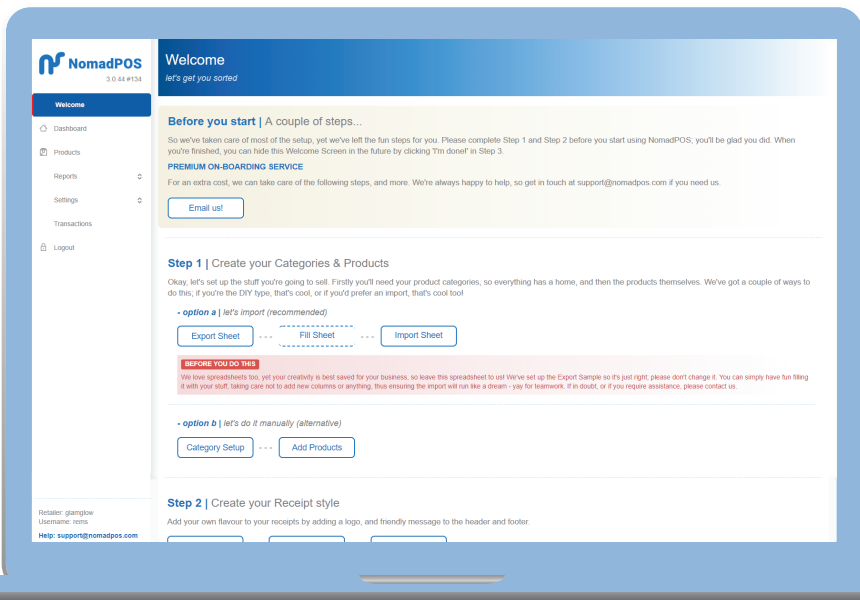 NomadPOS
3.0.44 #134
Welcome
Dashboard
Products
Reports
Settings
Transactions
Logout
Retailer: glamglow
Username: rems
Help: support@nomadpos.com
Welcome
let's get you sorted
Before you start | A couple of steps...
So we've taken care of most of the setup, yet we've left the fun steps for you. Please complete Step 1 and Step 2 before you start using NomadPOS; you'll be glad you did. When
you're finished, you can hide this Welcome Screen in the future by clicking 'I'm done!' in Step 3.
PREMIUM ON-BOARDING SERVICE
For an extra cost, we can take care of the following steps, and more. We're always happy to help, so get in touch at support@nomadpos.com if you need us.
Email us!
Step 1 | Create your Categories & Products
Okay, let's set up the stuff you're going to sell. Firstly you'll need your product categories, so everything has a home, and then the products themselves. We've got a couple of ways to
do this; if you're the DIY type, that's cool, or if you'd prefer an import, that's cool too!
- option a | let's import (recommended)
Export Sheet --- Fill Sheet --- Import Sheet
BEFORE YOU DO THIS
We love spreadsheets too, yet your creativity is best saved for your business, so leave this spreadsheet to us! We've set up the Export Sample so it's just right; please don't change it. You can simply have fun filling
it with your stuff, taking care not to add new columns or anything, thus ensuring the import will run like a dream - yay for teamwork. If in doubt, or if you require assistance, please contact us.
- option b | let's do it manually (alternative)
Category Setup --- Add Products
Step 2 | Create your Receipt style
Add your own flavour to your receipts by adding a logo, and friendly message to the header and footer.